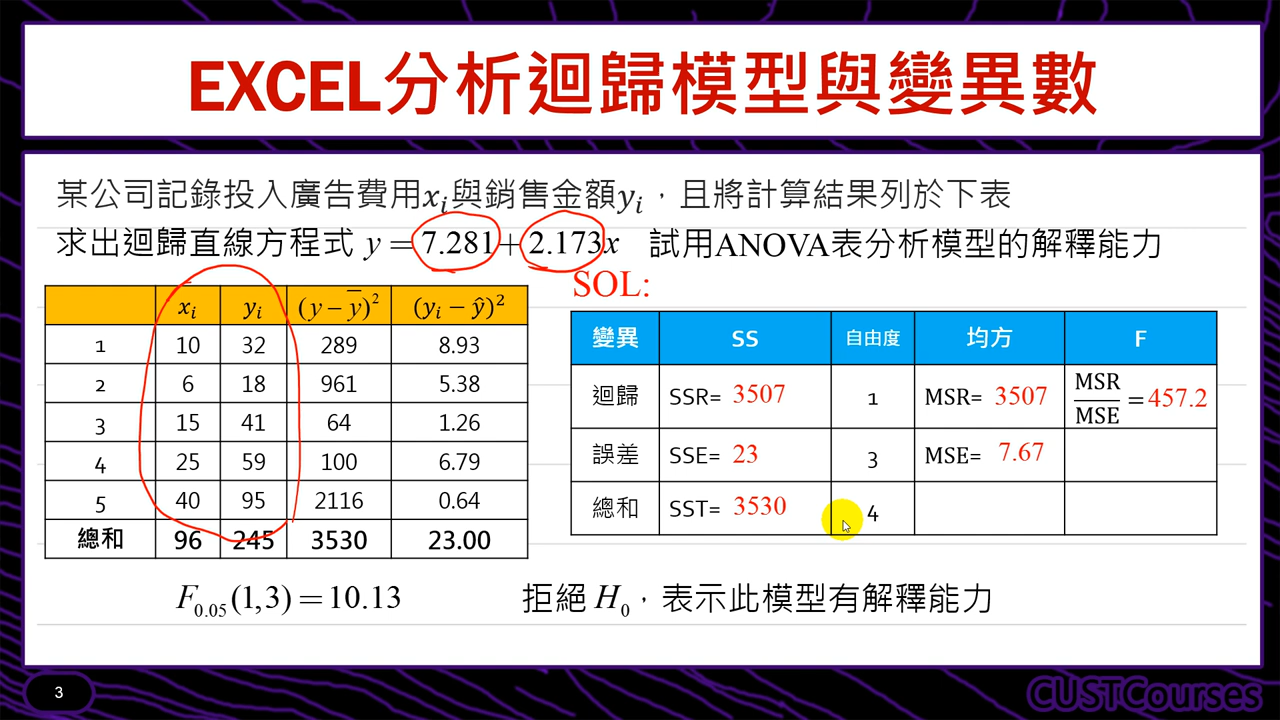 EXCEL分析迴歸模型與變異數
某公司記錄投入廣告費用xᵢ與銷售金額yᵢ，且將計算結果列於下表
求出迴歸直線方程式 y = 7.281 + 2.173x 試用ANOVA表分析模型的解釋能力
SOL:
xᵢ yᵢ (y − y̅)² (yᵢ − ŷ)²
1 10 32 289 8.93
2 6 18 961 5.38
3 15 41 64 1.26
4 25 59 100 6.79
5 40 95 2116 0.64
總和 96 245 3530 23.00
變異 SS 自由度 均方 F
迴歸 SSR= 3507 1 MSR= 3507 MSR/MSE = 457.2
誤差 SSE= 23 3 MSE= 7.67
總和 SST= 3530 4
F₀.₀₅(1,3) = 10.13 拒絕 H₀，表示此模型有解釋能力
3
CUSTCourses